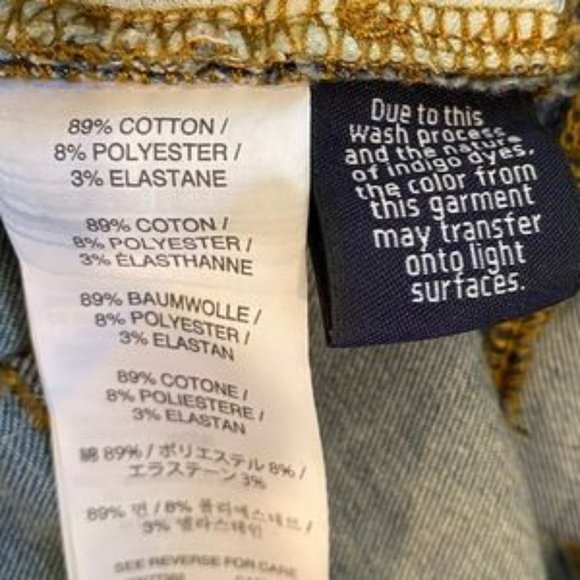 89% COTTON /
8% POLYESTER /
3% ELASTANE
89% COTON /
8% POLYESTER /
3% ÉLASTHANNE
89% BAUMWOLLE /
8% POLYESTER /
3% ELASTAN
89% COTONE /
8% POLIESTERE /
3% ELASTAN
綿 89% / ポリエステル 8% /
エラステーン 3%
89% 면 / 8% 폴리에스테르 /
3% 엘라스테인
SEE REVERSE FOR CARE
Due to this
wash process
and the nature
of indigo dyes,
the color from
this garment
may transfer
onto light
surfaces.